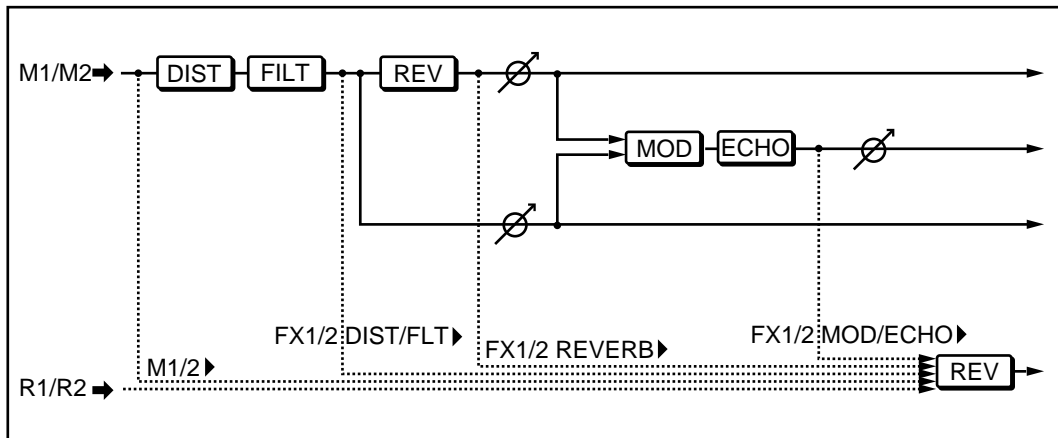 M1/M2
DIST
FILT
REV
MOD
ECHO
FX1/2 DIST/FLT
FX1/2 REVERB
FX1/2 MOD/ECHO
M1/2
R1/R2
REV